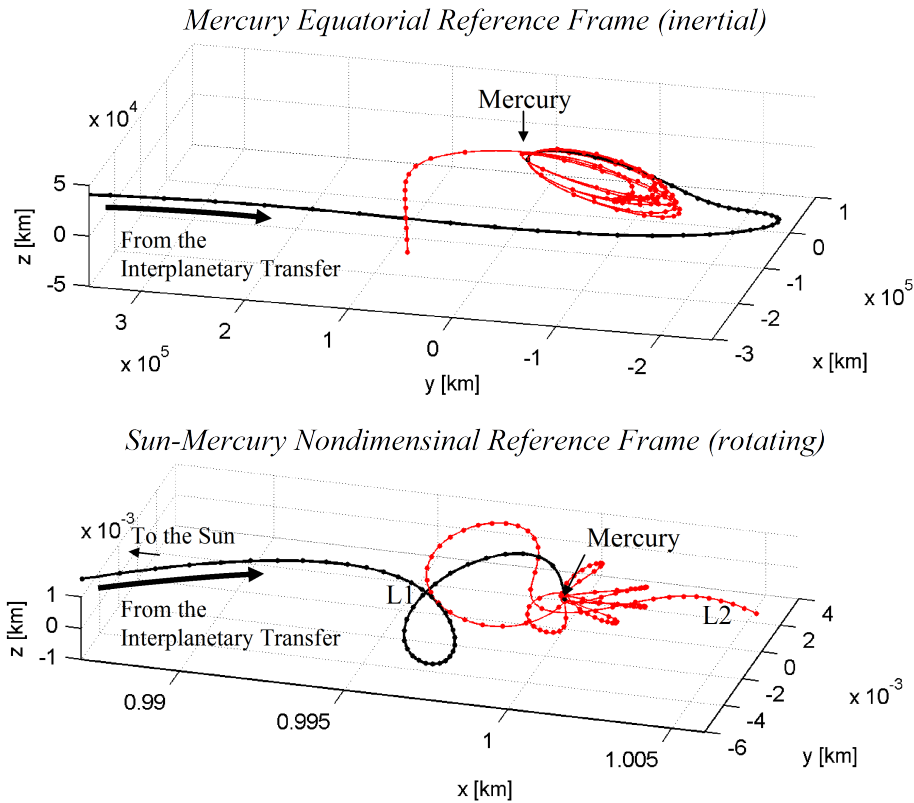 Mercury Equatorial Reference Frame (inertial)
x 10^4
Mercury
5
0
-5
z [km]
From the
Interplanetary Transfer
3
2
1
0
-1
-2
-3
x 10^5
y [km]
1
0
-1
-2
x 10^5
x [km]
Sun-Mercury Nondimensinal Reference Frame (rotating)
x 10^-3
To the Sun
Mercury
L1
L2
1
0
-1
z [km]
From the
Interplanetary Transfer
0.99
0.995
1
1.005
x [km]
4
2
0
-2
-4
-6
x 10^-3
y [km]